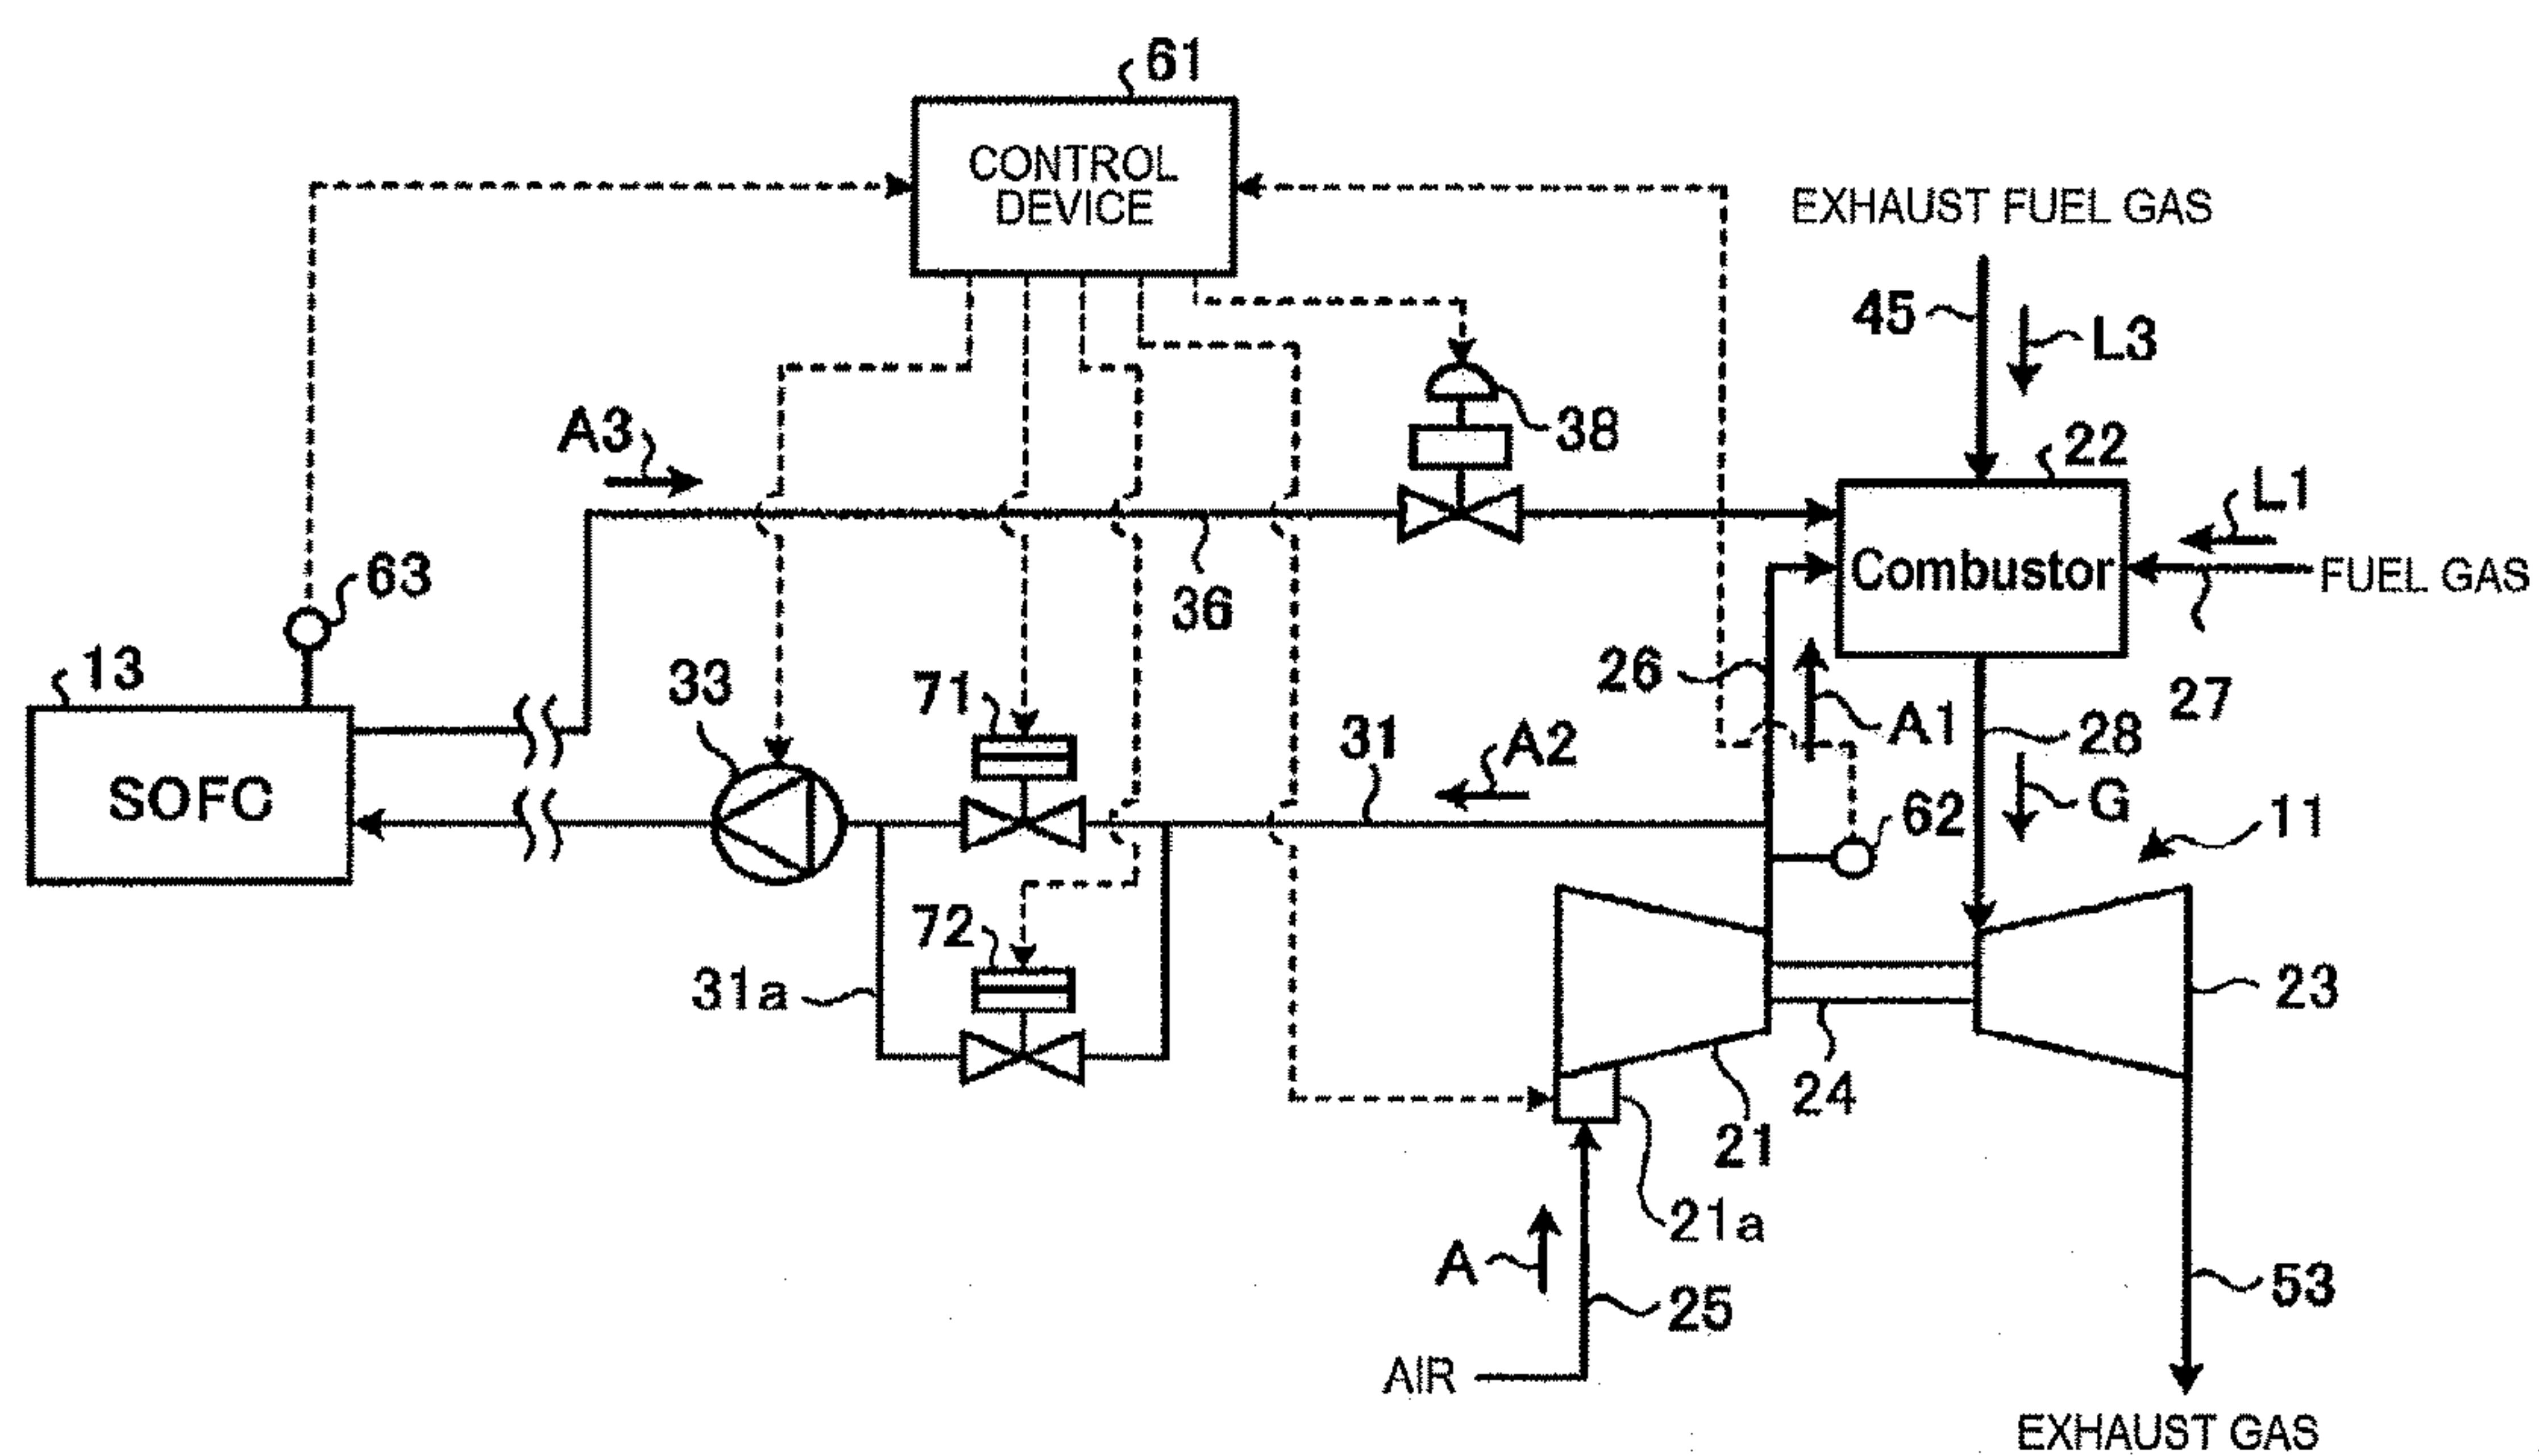 61
CONTROL
DEVICE
EXHAUST FUEL GAS
45
L3
A3
38
22
L1
63
Combustor
FUEL GAS
36
13
33
71
26
27
31
A2
A1
28
SOFC
G
11
62
72
31a
23
24
21
21a
A
25
53
AIR
EXHAUST GAS